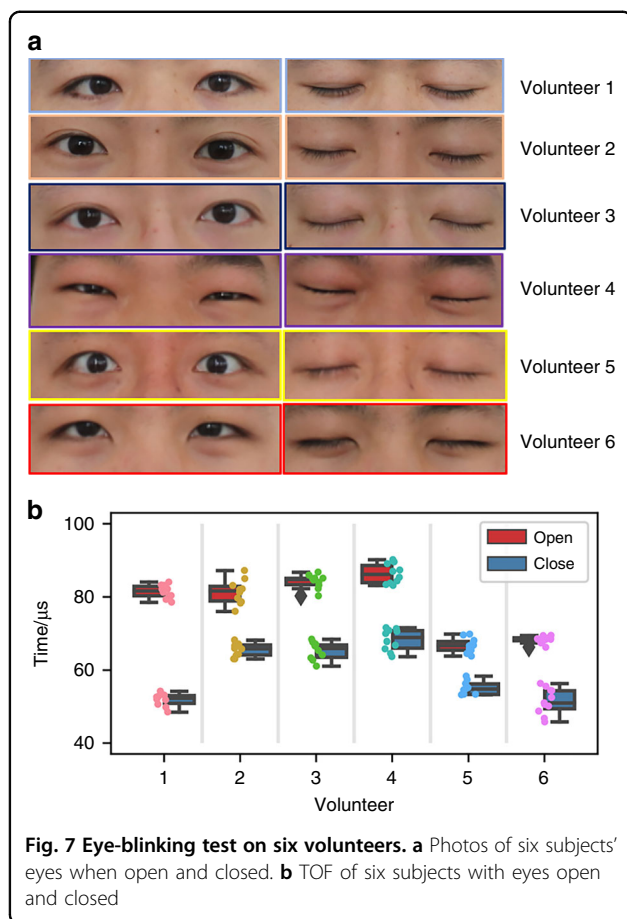 a
Volunteer 1
Volunteer 2
Volunteer 3
Volunteer 4
Volunteer 5
Volunteer 6
b
100
80
60
40
Time/μs
Open
Close
1 2 3 4 5 6
Volunteer
Fig. 7 Eye-blinking test on six volunteers. a Photos of six subjects'
eyes when open and closed. b TOF of six subjects with eyes open
and closed